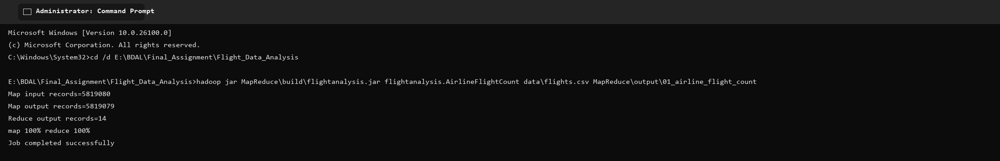 Administrator: Command Prompt
Microsoft Windows [Version 10.0.26100.0]
(c) Microsoft Corporation. All rights reserved.
C:\Windows\System32>cd /d E:\BDAL\Final_Assignment\Flight_Data_Analysis
E:\BDAL\Final_Assignment\Flight_Data_Analysis>hadoop jar MapReduce\build\flightanalysis.jar flightanalysis.AirlineFlightCount data\flights.csv MapReduce\output\01_airline_flight_count
Map input records=5819080
Map output records=5819079
Reduce output records=14
map 100% reduce 100%
Job completed successfully